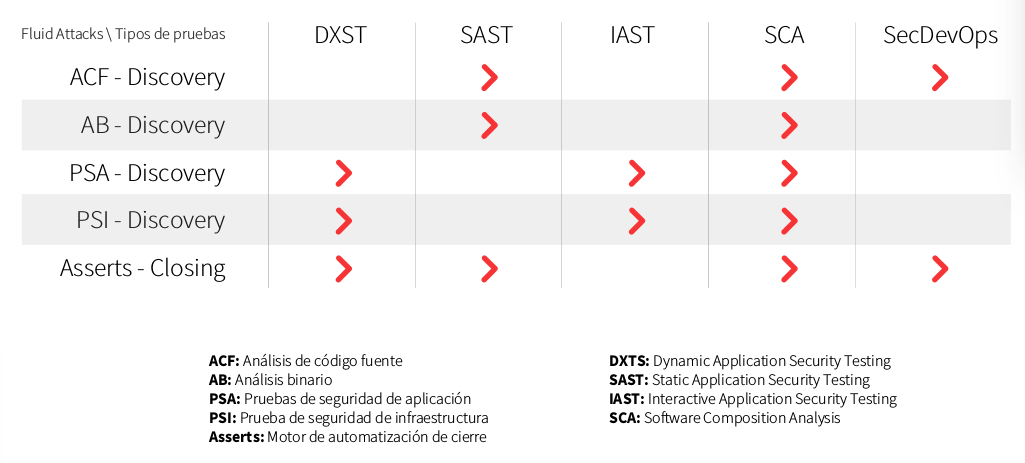 Fluid Attacks \ Tipos de pruebas DXST SAST IAST SCA SecDevOps
ACF - Discovery
AB - Discovery
PSA - Discovery
PSI - Discovery
Asserts - Closing
ACF: Análisis de código fuente
AB: Análisis binario
PSA: Pruebas de seguridad de aplicación
PSI: Prueba de seguridad de infraestructura
Asserts: Motor de automatización de cierre
DXTS: Dynamic Application Security Testing
SAST: Static Application Security Testing
IAST: Interactive Application Security Testing
SCA: Software Composition Analysis